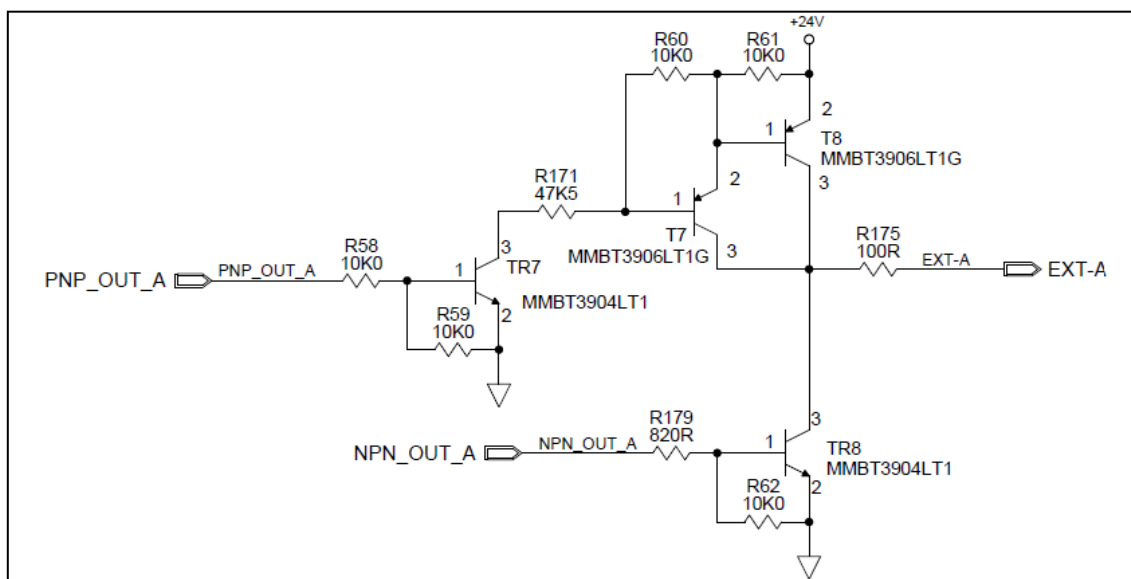 +24V
R60
10K0
R61
10K0
2
1
T8
MMBT3906LT1G
3
R171
47K5
2
1
T7
MMBT3906LT1G
3
R175
100R
EXT-A
EXT-A
R58
10K0
PNP_OUT_A
PNP_OUT_A
3
1
TR7
MMBT3904LT1
2
R59
10K0
R179
820R
NPN_OUT_A
NPN_OUT_A
3
1
TR8
MMBT3904LT1
2
R62
10K0